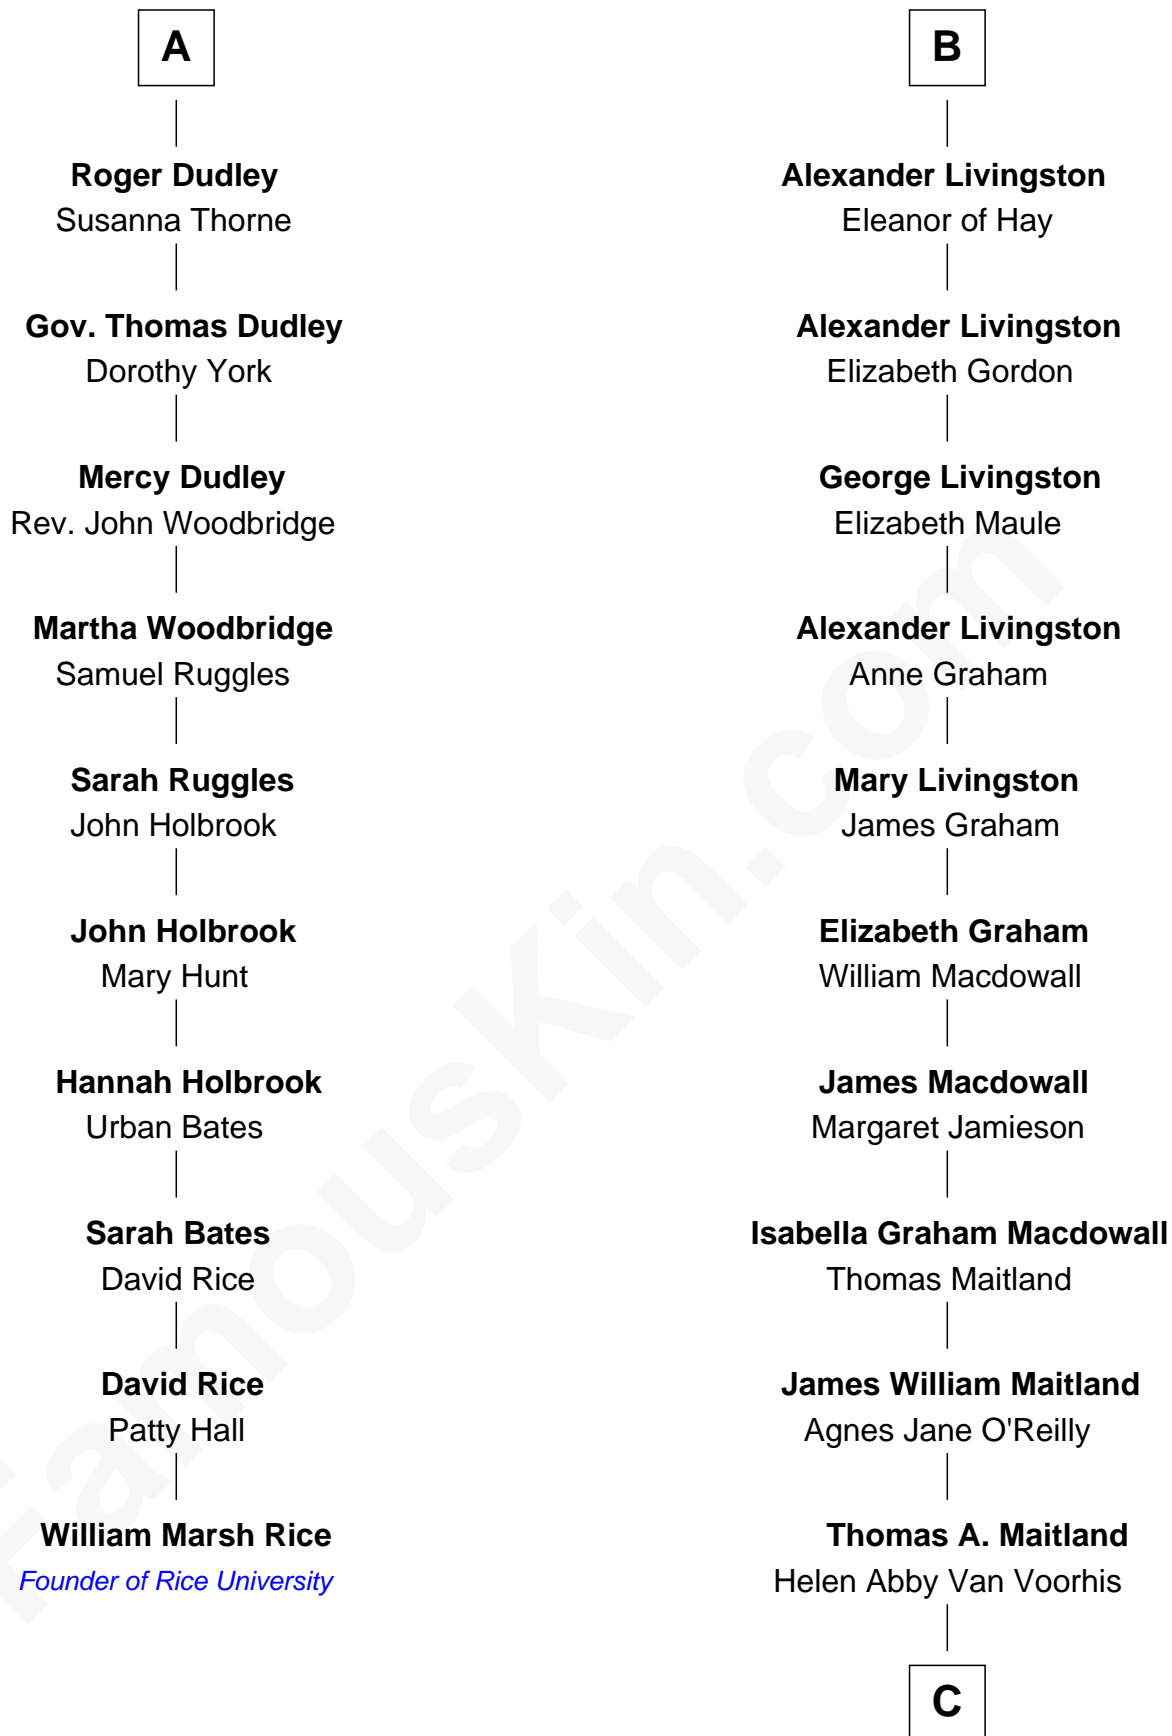 A
Roger Dudley
Susanna Thorne
Gov. Thomas Dudley
Dorothy York
Mercy Dudley
Rev. John Woodbridge
Martha Woodbridge
Samuel Ruggles
Sarah Ruggles
John Holbrook
John Holbrook
Mary Hunt
Hannah Holbrook
Urban Bates
Sarah Bates
David Rice
David Rice
Patty Hall
William Marsh Rice
Founder of Rice University
B
Alexander Livingston
Eleanor of Hay
Alexander Livingston
Elizabeth Gordon
George Livingston
Elizabeth Maule
Alexander Livingston
Anne Graham
Mary Livingston
James Graham
Elizabeth Graham
William Macdowall
James Macdowall
Margaret Jamieson
Isabella Graham Macdowall
Thomas Maitland
James William Maitland
Agnes Jane O'Reilly
Thomas A. Maitland
Helen Abby Van Voorhis
C
FamousKin.com